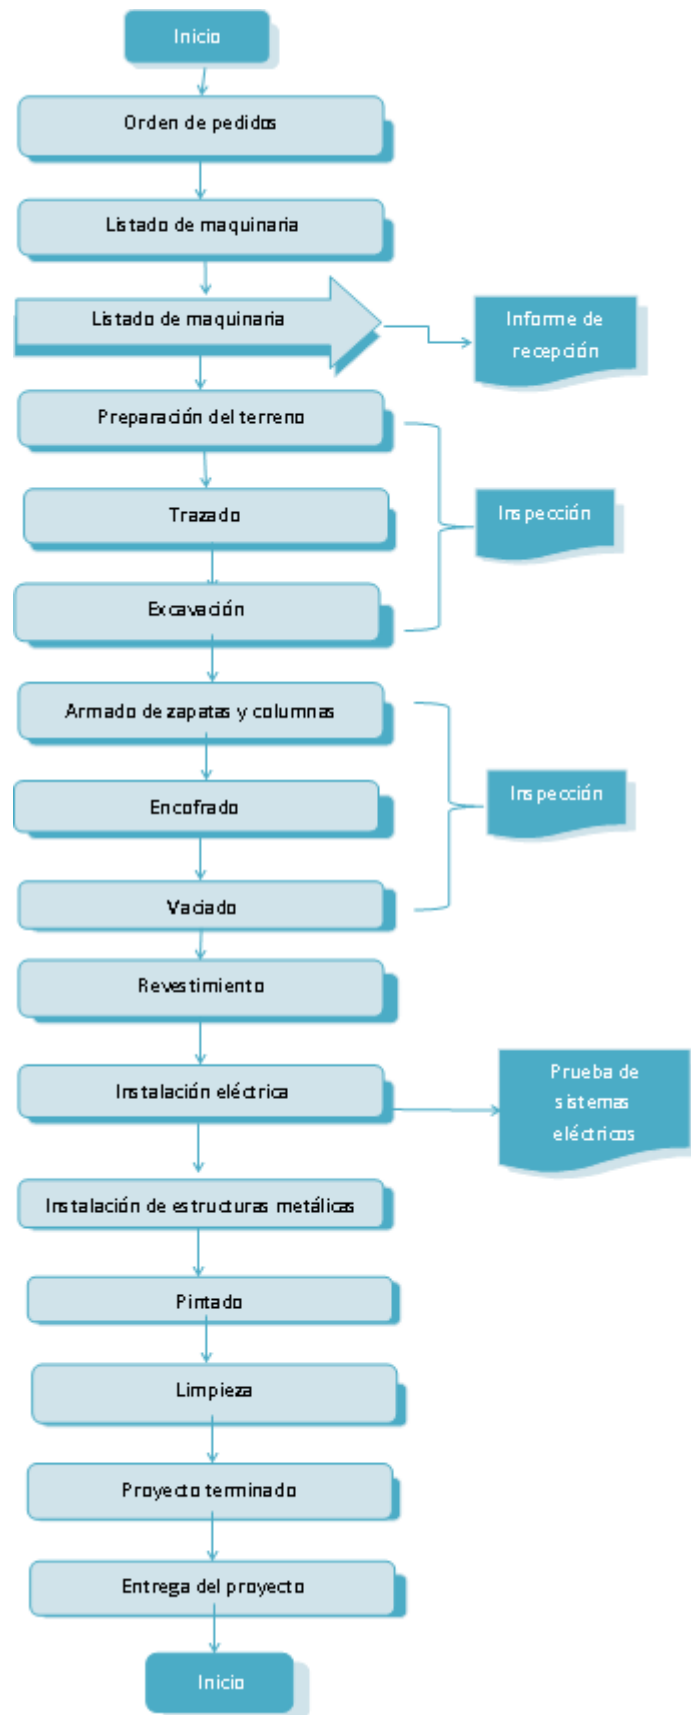 Inicio
Orden de pedidos
Listado de maquinaria
Listado de maquinaria
Informe de
recepción
Preparación del terreno
Trazado
Inspección
Excavación
Armado de zapatas y columnas
Inspección
Encofrado
Vaciado
Revestimiento
Instalación eléctrica
Prueba de
sistemas
eléctricos
Instalación de estructuras metálicas
Pintado
Limpieza
Proyecto terminado
Entrega del proyecto
Inicio